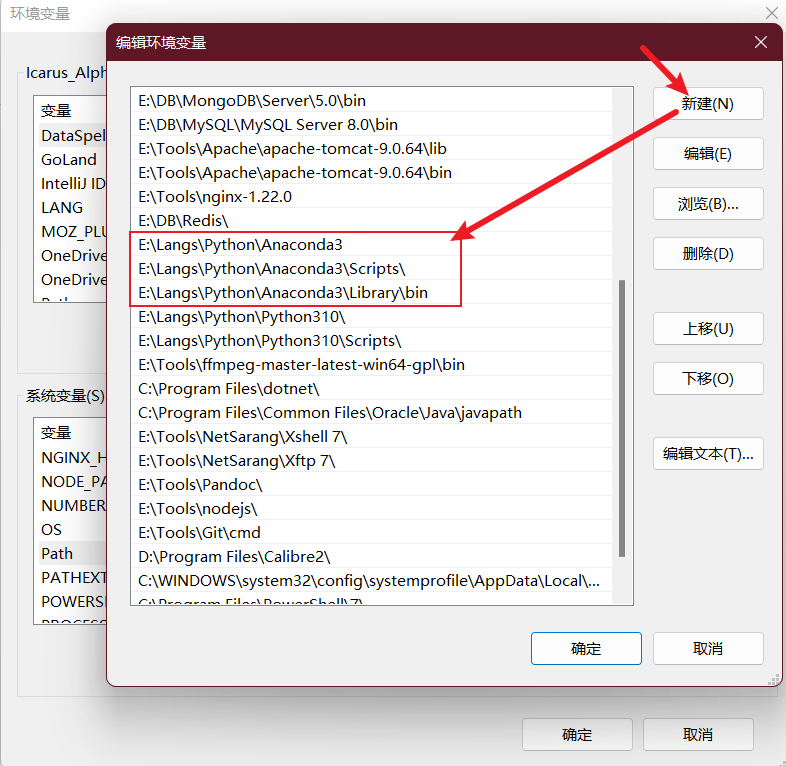 环境变量
编辑环境变量
Icarus_Alph
变量
DataSpel
GoLand
IntelliJ ID
LANG
MOZ_PLU
OneDrive
OneDrive
系统变量(S)
变量
NGINX_H
NODE_PA
NUMBER
OS
Path
PATHEXT
POWERS
E:\DB\MongoDB\Server\5.0\bin
E:\DB\MySQL\MySQL Server 8.0\bin
E:\Tools\Apache\apache-tomcat-9.0.64\lib
E:\Tools\Apache\apache-tomcat-9.0.64\bin
E:\Tools\nginx-1.22.0
E:\DB\Redis\
E:\Langs\Python\Anaconda3
E:\Langs\Python\Anaconda3\Scripts\
E:\Langs\Python\Anaconda3\Library\bin
E:\Langs\Python\Python310\
E:\Langs\Python\Python310\Scripts\
E:\Tools\ffmpeg-master-latest-win64-gpl\bin
C:\Program Files\dotnet\
C:\Program Files\Common Files\Oracle\Java\javapath
E:\Tools\NetSarang\Xshell 7\
E:\Tools\NetSarang\Xftp 7\
E:\Tools\Pandoc\
E:\Tools\nodejs\
E:\Tools\Git\cmd
D:\Program Files\Calibre2\
C:\WINDOWS\system32\config\systemprofile\AppData\Local\...
C:\Program Files\PowerShell\7\
新建(N)
编辑(E)
浏览(B)...
删除(D)
上移(U)
下移(O)
编辑文本(T)...
确定
取消
确定
取消